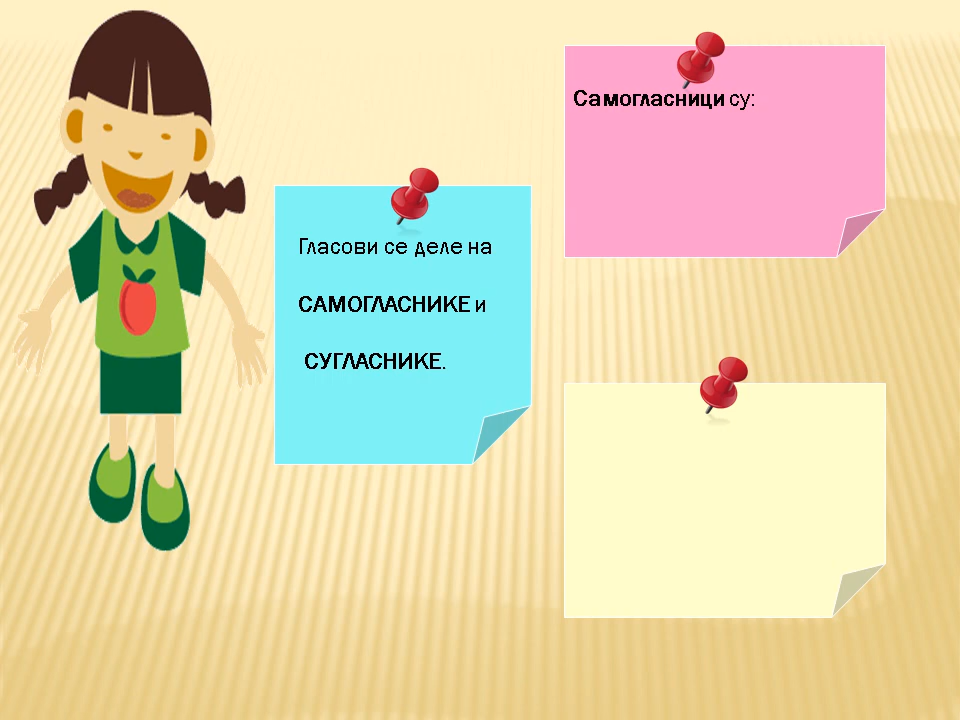 Гласови се деле на
САМОГЛАСНИКЕ и
СУГЛАСНИКЕ.
Самогласници су: